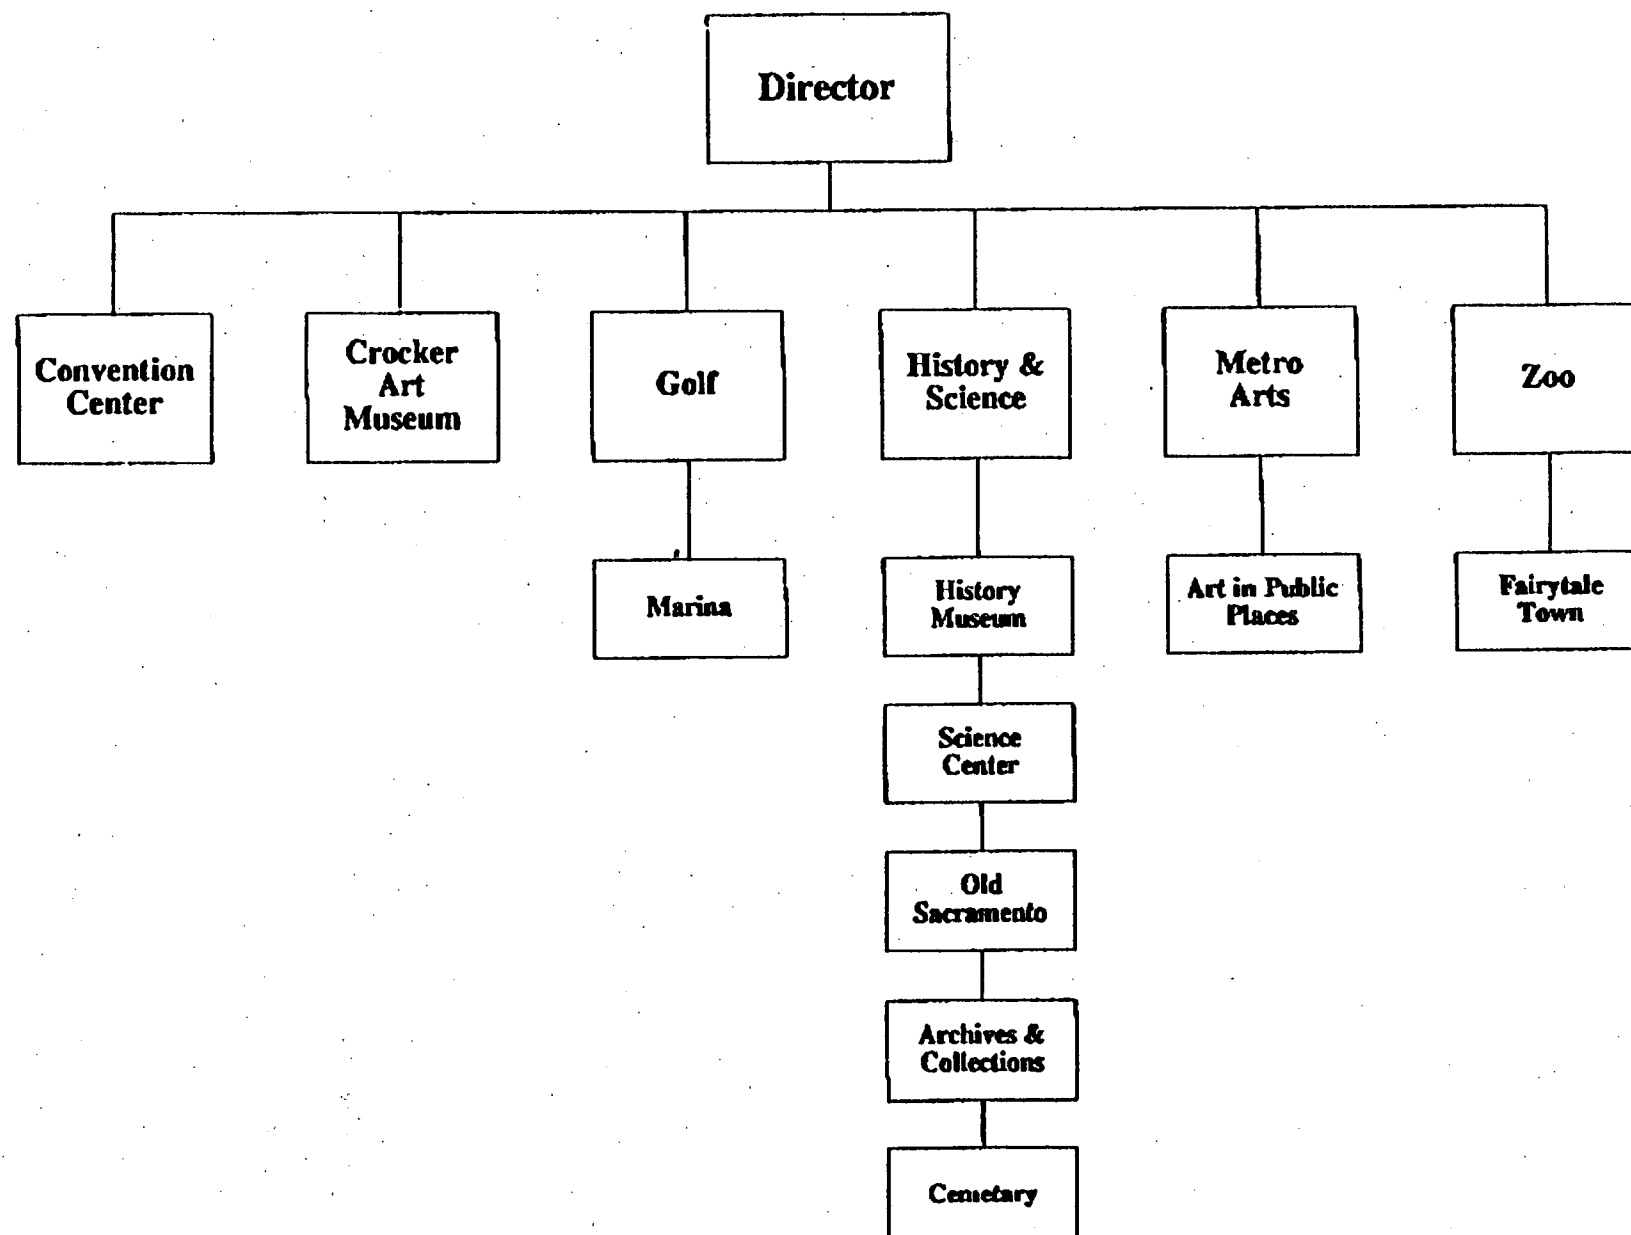 Director
Convention
Center
Crocker
Art
Museum
Golf
History &
Science
Metro
Arts
Zoo
Marina
History
Museum
Art in Public
Places
Fairytale
Town
Science
Center
Old
Sacramento
Archives &
Collections
Cemetary